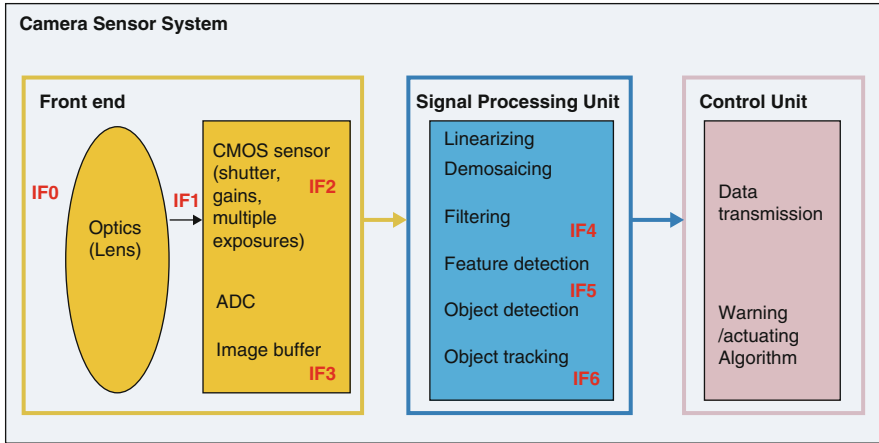 Camera Sensor System
Front end
IF0
Optics
(Lens)
IF1
CMOS sensor
(shutter,
gains,
IF2
multiple
exposures)
ADC
Image buffer
IF3
Signal Processing Unit
Linearizing
Demosaicing
Filtering
IF4
Feature detection
IF5
Object detection
Object tracking
IF6
Control Unit
Data
transmission
Warning
/actuating
Algorithm